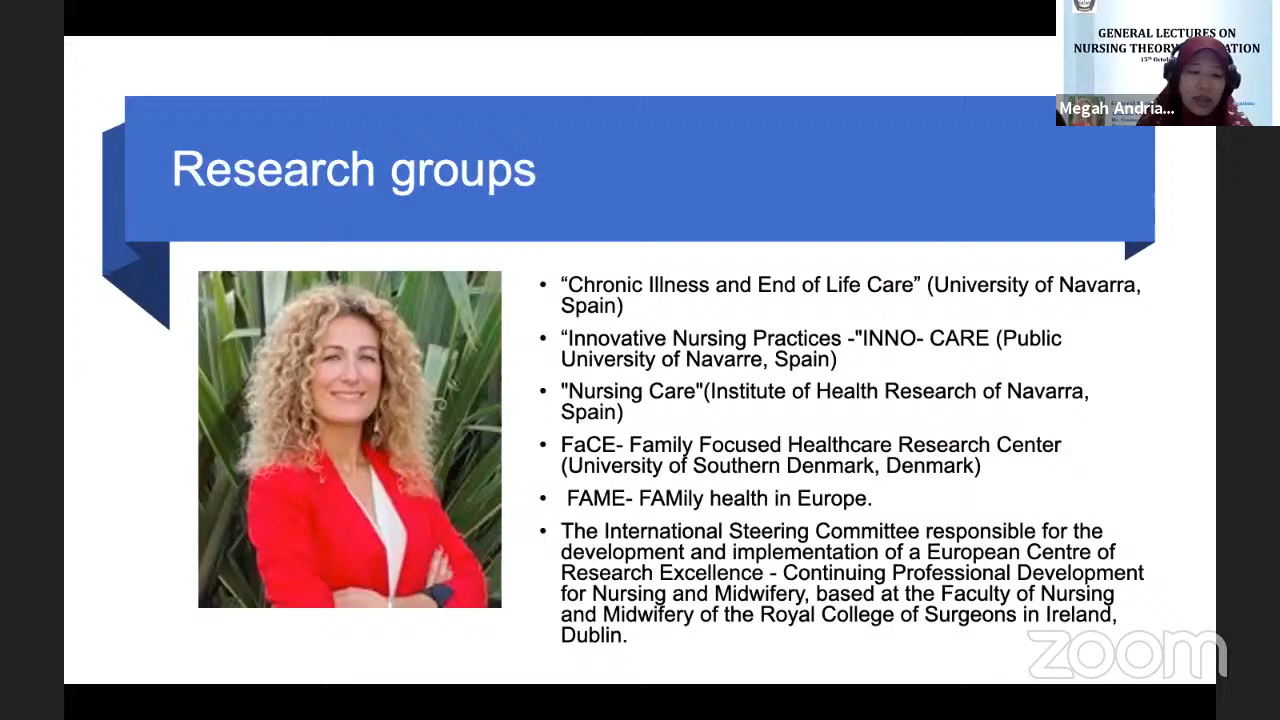 GENERAL LECTURES ON
NURSING THEORY
Megah Andria...
Research groups
• “Chronic Illness and End of Life Care” (University of Navarra,
Spain)
• “Innovative Nursing Practices -"INNO- CARE (Public
University of Navarre, Spain)
• "Nursing Care"(Institute of Health Research of Navarra,
Spain)
• FaCE- Family Focused Healthcare Research Center
(University of Southern Denmark, Denmark)
• FAME- FAMily health in Europe.
• The International Steering Committee responsible for the
development and implementation of a European Centre of
Research Excellence - Continuing Professional Development
for Nursing and Midwifery, based at the Faculty of Nursing
and Midwifery of the Royal College of Surgeons in Ireland,
Dublin.
zoom